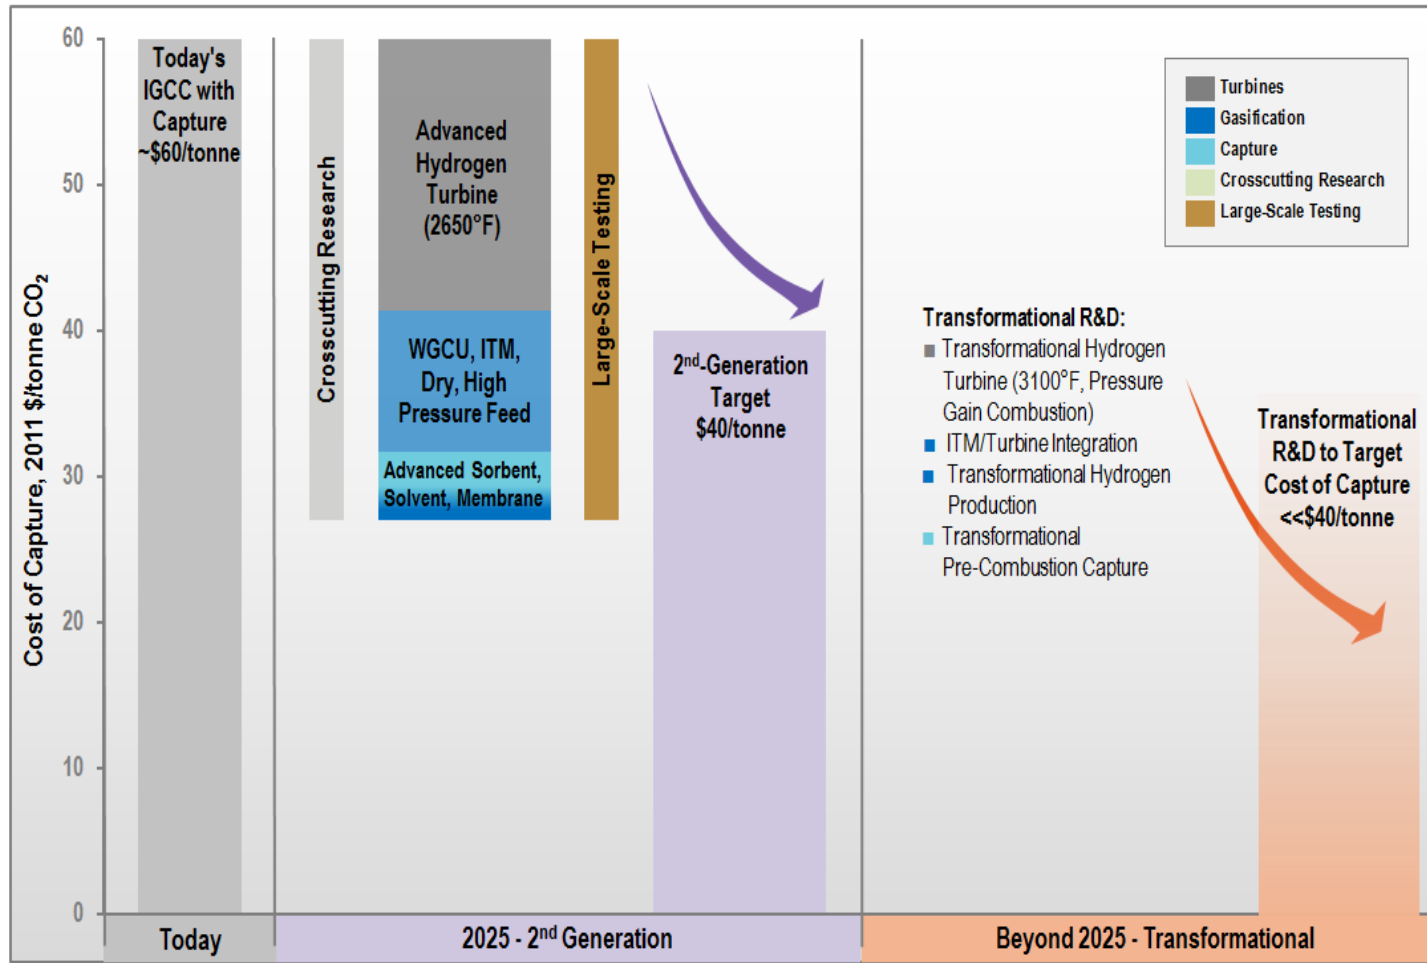 Cost of Capture, 2011 $/tonne CO₂
60
50
40
30
20
10
0
Today's
IGCC with
Capture
~$60/tonne
Crosscutting Research
Advanced
Hydrogen
Turbine
(2650°F)
WGCU, ITM,
Dry, High
Pressure Feed
Advanced Sorbent,
Solvent, Membrane
Large-Scale Testing
2nd-Generation
Target
$40/tonne
Turbines
Gasification
Capture
Crosscutting Research
Large-Scale Testing
Transformational R&D:
Transformational Hydrogen
Turbine (3100°F, Pressure
Gain Combustion)
ITM/Turbine Integration
Transformational Hydrogen
Production
Transformational
Pre-Combustion Capture
Transformational
R&D to Target
Cost of Capture
<<$40/tonne
Today
2025 - 2nd Generation
Beyond 2025 - Transformational